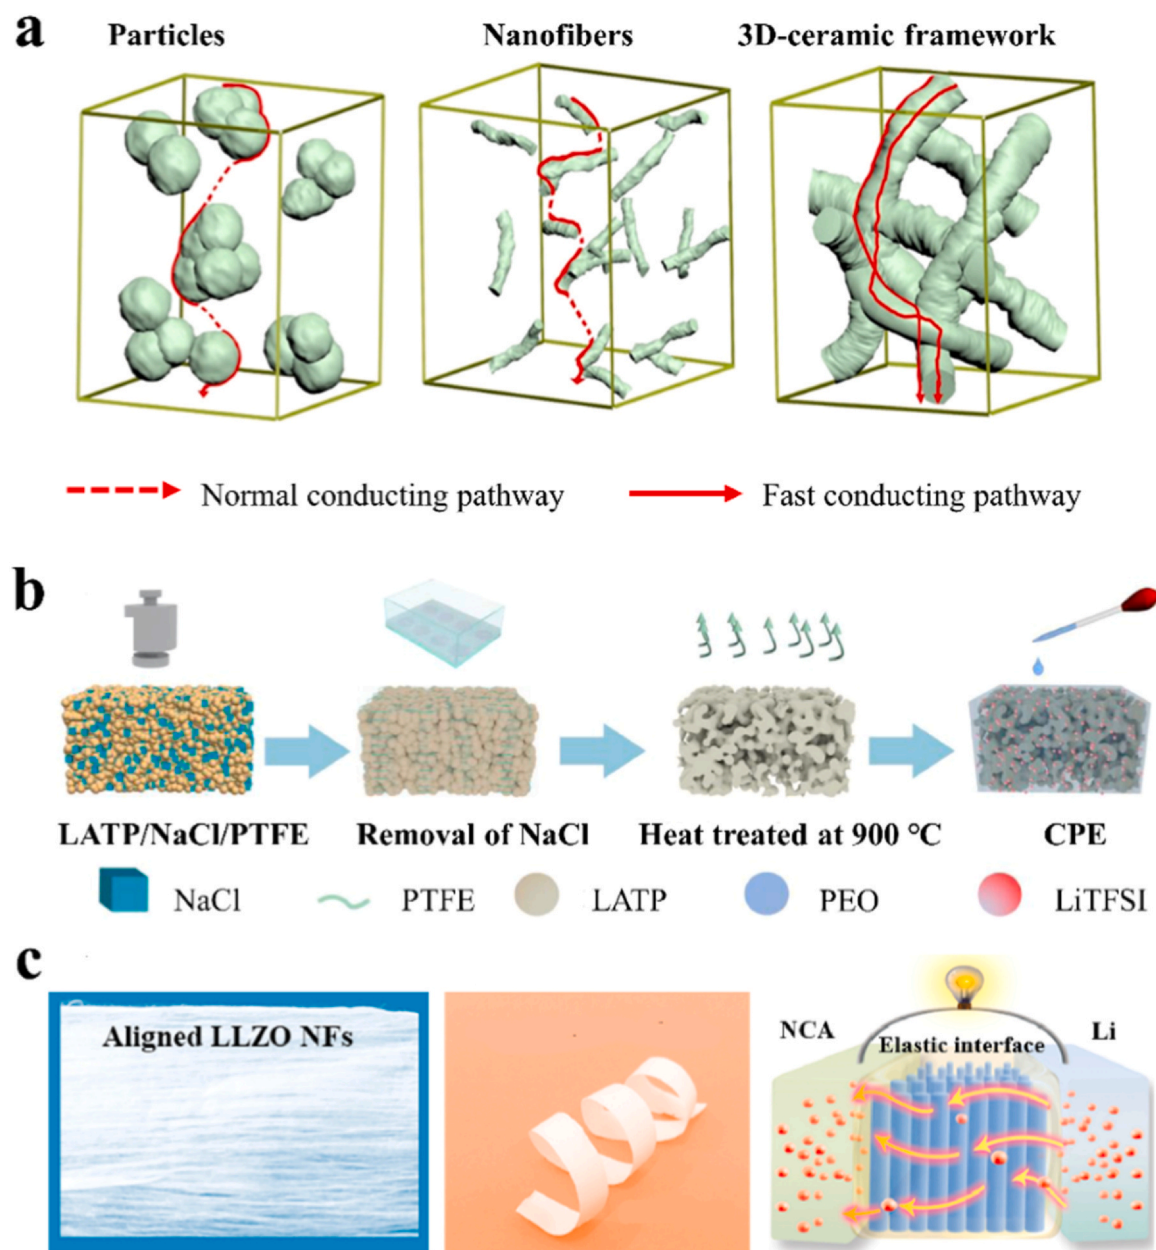 a
Particles
Nanofibers
3D-ceramic framework
Normal conducting pathway
Fast conducting pathway
b
LATP/NaCl/PTFE
Removal of NaCl
Heat treated at 900 °C
CPE
NaCl
PTFE
LATP
PEO
LiTFSI
c
Aligned LLZO NFs
NCA
Li
Elastic interface